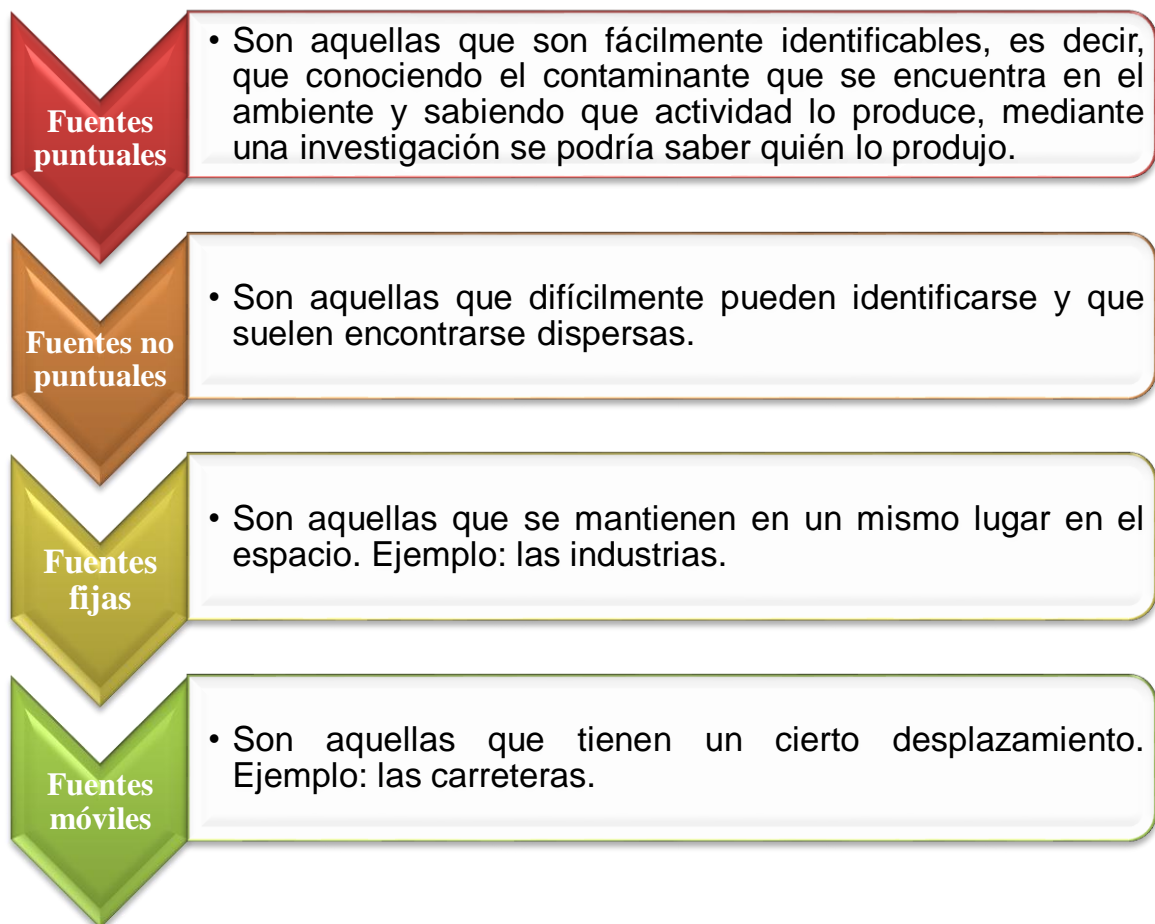 Fuentes
puntuales
• Son aquellas que son fácilmente identificables, es decir,
que conociendo el contaminante que se encuentra en el
ambiente y sabiendo que actividad lo produce, mediante
una investigación se podría saber quién lo produjo.
Fuentes no
puntuales
• Son aquellas que difícilmente pueden identificarse y que
suelen encontrarse dispersas.
Fuentes
fijas
• Son aquellas que se mantienen en un mismo lugar en el
espacio. Ejemplo: las industrias.
Fuentes
móviles
• Son aquellas que tienen un cierto desplazamiento.
Ejemplo: las carreteras.